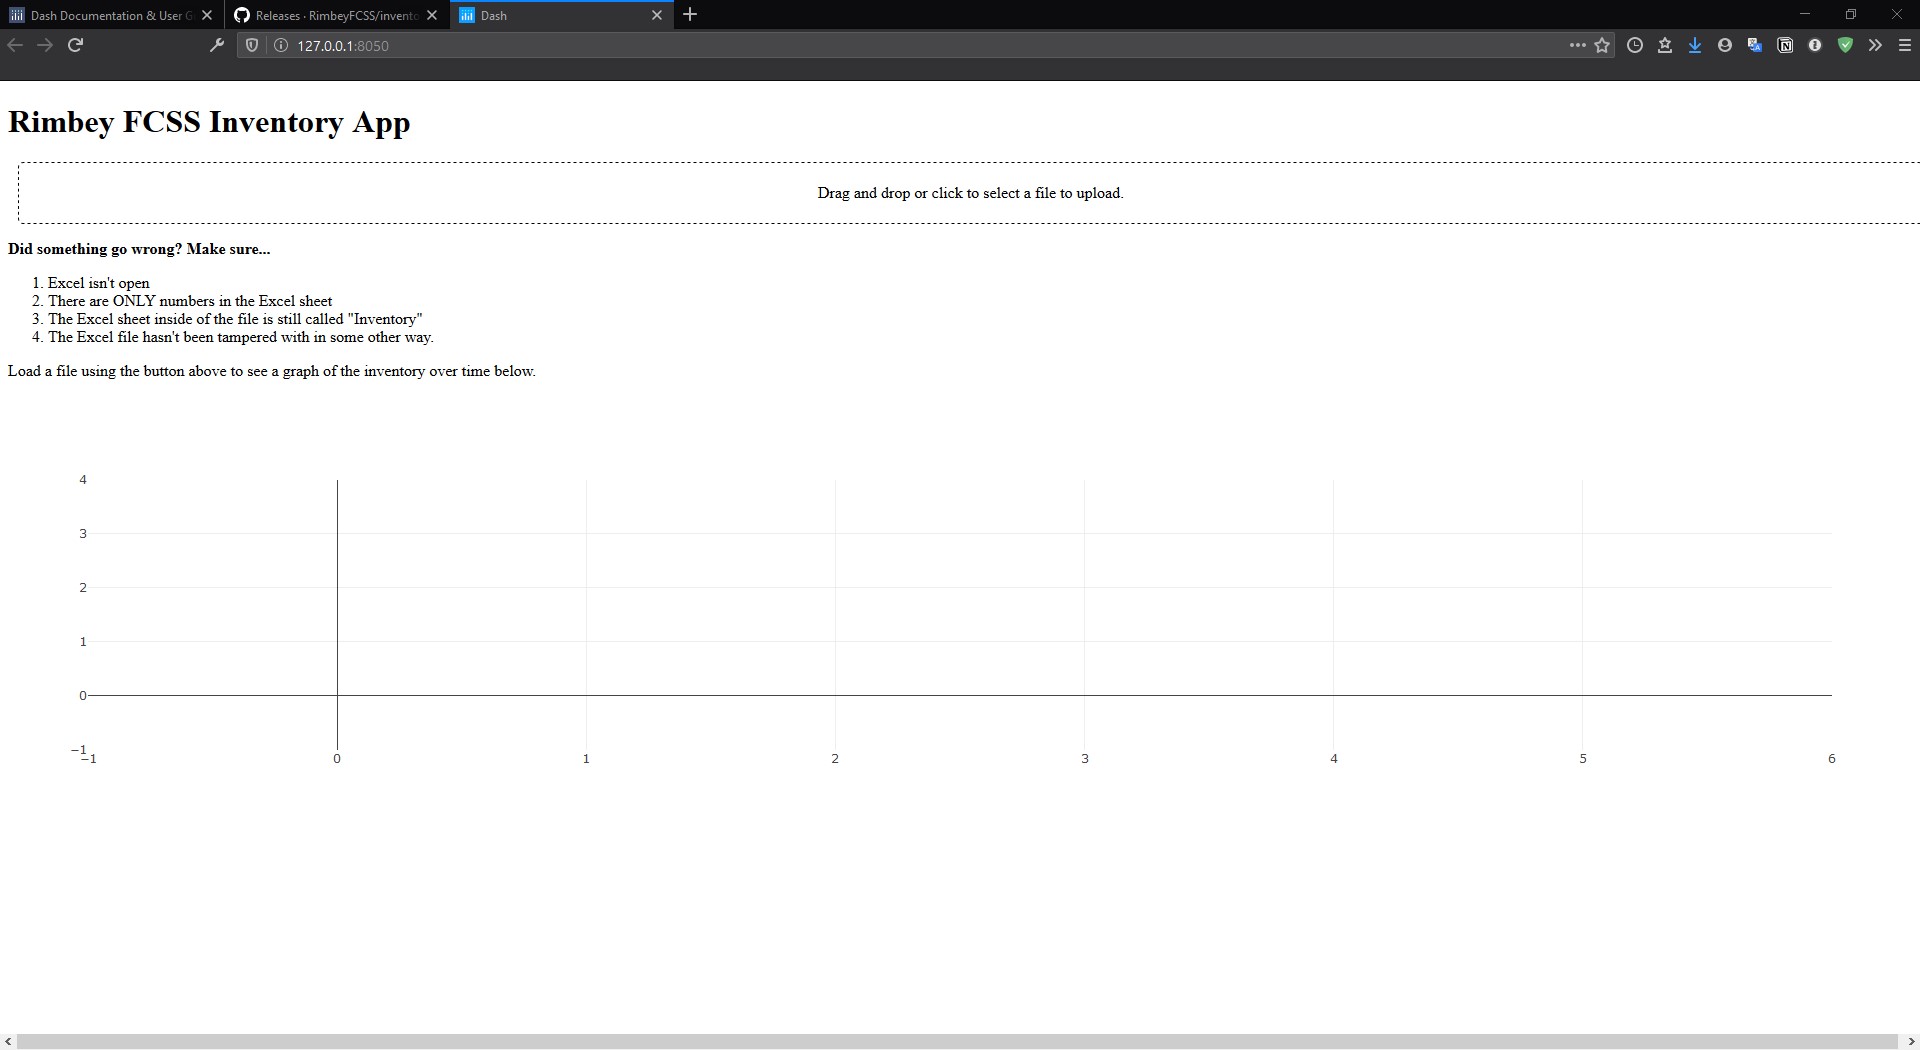 Dash Documentation & User G
Releases · RimbeyFCSS/invento
Dash
127.0.0.1:8050
Rimbey FCSS Inventory App
Drag and drop or click to select a file to upload.
Did something go wrong? Make sure...
1. Excel isn't open
2. There are ONLY numbers in the Excel sheet
3. The Excel sheet inside of the file is still called "Inventory"
4. The Excel file hasn't been tampered with in some other way.
Load a file using the button above to see a graph of the inventory over time below.
4
3
2
1
0
−1
−1 0 1 2 3 4 5 6